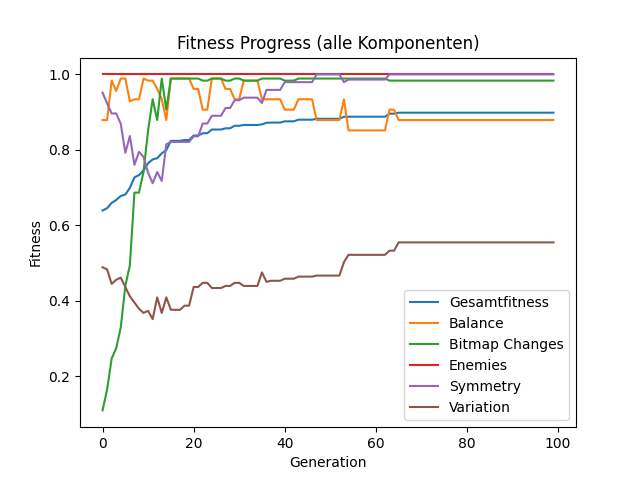 Fitness Progress (alle Komponenten)
1.0
0.8
0.6
0.4
0.2
Fitness
Gesamtfitness
Balance
Bitmap Changes
Enemies
Symmetry
Variation
0 20 40 60 80 100
Generation